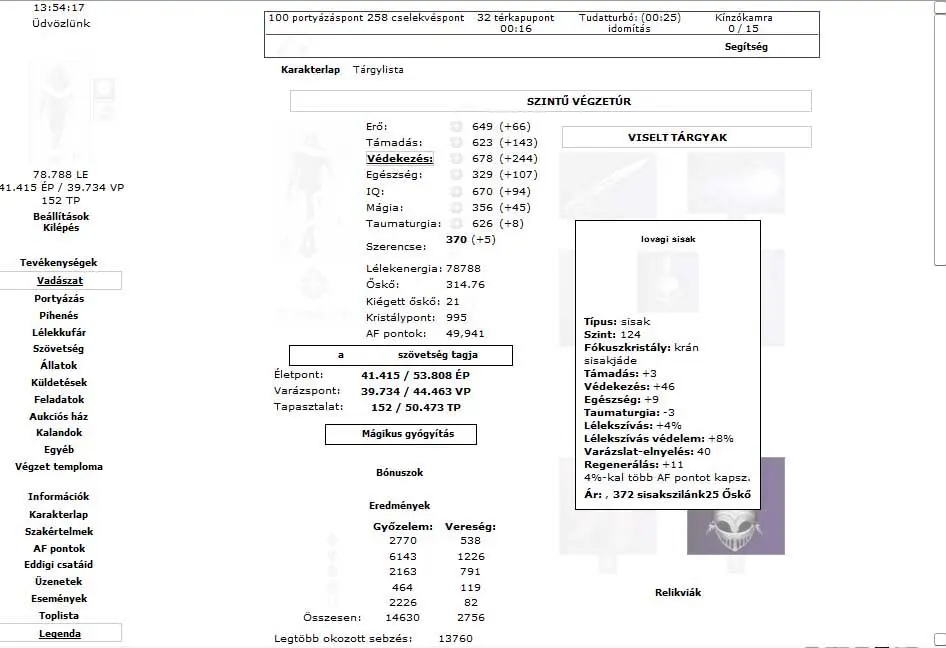 13:54:17
Üdvözlünk
78.788 LE
41.415 ÉP / 39.734 VP
152 TP
Beállítások
Kilépés
Tevékenységek
Vadászat
Portyázás
Pihenés
Lélekkufár
Szövetség
Állatok
Küldetések
Feladatok
Aukciós ház
Kalandok
Egyéb
Végzet temploma
Információk
Karakterlap
Szakértelmek
AF pontok
Eddigi csatáid
Üzenetek
Események
Toplista
Legenda
100 portyázáspont 258 cselekvéspont 32 térkapupont Tudatturbó: (00:25) Kínzókamra
00:16 idomítás 0 / 15
Segítség
Karakterlap Tárgylista
SZINTŰ VÉGZETÚR
Erő: 649 (+66)
Támadás: 623 (+143)
Védekezés: 678 (+244)
Egészség: 329 (+107)
IQ: 670 (+94)
Mágia: 356 (+45)
Taumaturgia: 626 (+8)
Szerencse: 370 (+5)
Lélekenergia: 78788
Őskő: 314.76
Kiégett őskő: 21
Kristálypont: 995
AF pontok: 49,941
a szövetség tagja
Életpont: 41.415 / 53.808 ÉP
Varázspont: 39.734 / 44.463 VP
Tapasztalat: 152 / 50.473 TP
Mágikus gyógyítás
Bónuszok
Eredmények
Győzelem: Vereség:
2770 538
6143 1226
2163 791
464 119
2226 82
Összesen: 14630 2756
Legtöbb okozott sebzés: 13760
VISELT TÁRGYAK
lovagi sisak
Típus: sisak
Szint: 124
Fókuszkristály: krán
sisakjáde
Támadás: +3
Védekezés: +46
Egészség: +9
Taumaturgia: -3
Lélekszívás: +4%
Lélekszívás védelem: +8%
Varázslat-elnyelés: 40
Regenerálás: +11
4%-kal több AF pontot kapsz.
Ár: , 372 sisakszilánk25 Őskő
Relikviák